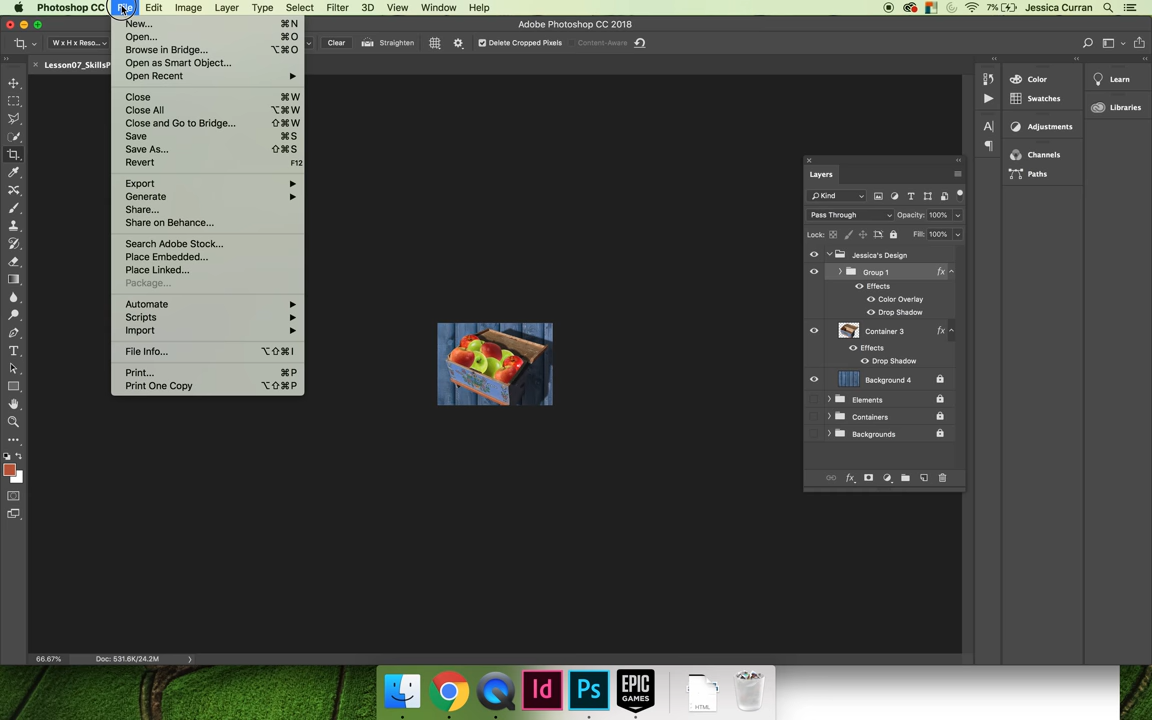 Photoshop CC File Edit Image Layer Type Select Filter 3D View Window Help 7% Jessica Curran
Adobe Photoshop CC 2018
W x H x Reso... Clear Straighten Delete Cropped Pixels Content-Aware
Lesson07_SkillsP
New... ⌘N
Open... ⌘O
Browse in Bridge... ⌥⌘O
Open as Smart Object...
Open Recent
Close ⌘W
Close All ⌥⌘W
Close and Go to Bridge... ⇧⌘W
Save ⌘S
Save As... ⇧⌘S
Revert F12
Export
Generate
Share...
Share on Behance...
Search Adobe Stock...
Place Embedded...
Place Linked...
Package...
Automate
Scripts
Import
File Info... ⌥⇧⌘I
Print... ⌘P
Print One Copy ⌥⇧⌘P
Layers
Kind
Pass Through Opacity: 100%
Lock: Fill: 100%
Jessica's Design
Group 1 fx
Effects
Color Overlay
Drop Shadow
Container 3 fx
Effects
Drop Shadow
Background 4
Elements
Containers
Backgrounds
fx
Color
Swatches
Adjustments
Channels
Paths
Learn
Libraries
66.67% Doc: 531.6K/24.2M
Id Ps EPIC GAMES HTML